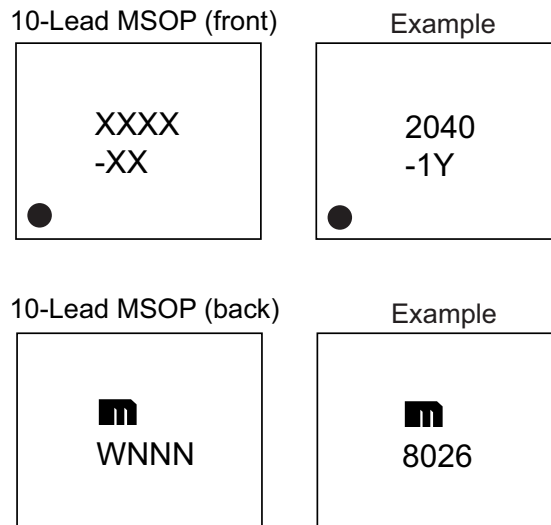 10-Lead MSOP (front)
Example
XXXX
-XX
2040
-1Y
10-Lead MSOP (back)
Example
WNNN
8026